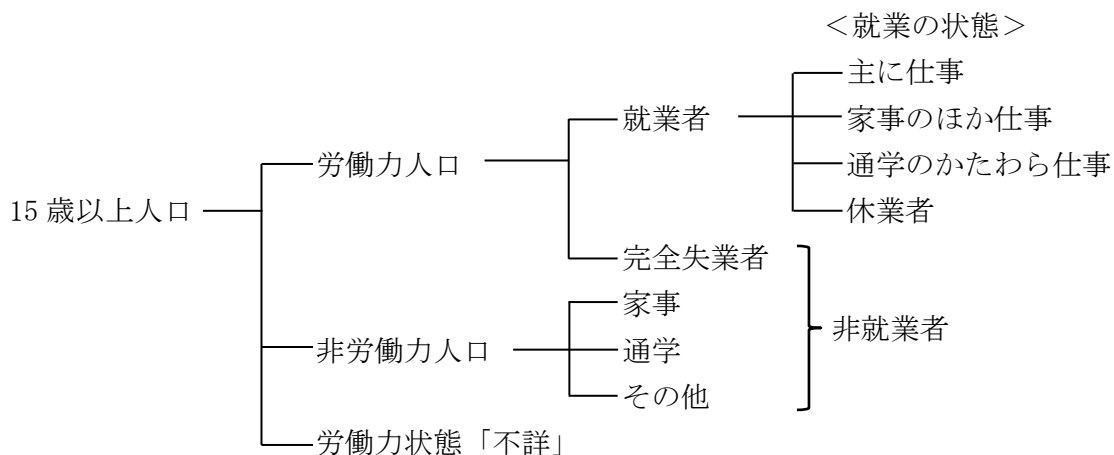 ＜就業の状態＞
主に仕事
就業者
家事のほか仕事
労働力人口
通学のかたわら仕事
15歳以上人口
休業者
完全失業者
家事
非就業者
非労働力人口
通学
その他
労働力状態「不詳」